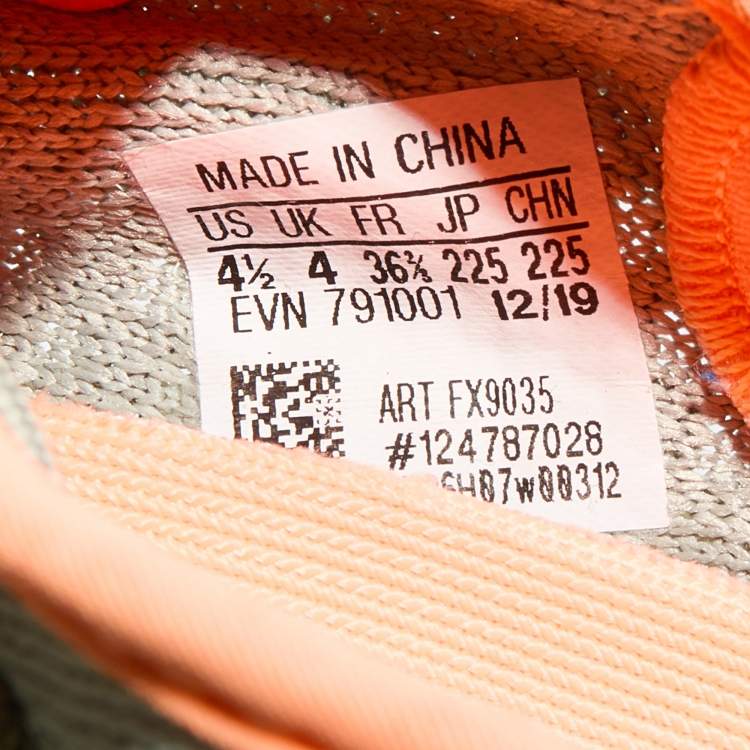 MADE IN CHINA
US UK FR JP CHN
4½ 4 36⅔ 225 225
EVN 791001 12/19
ART FX9035
#124787028